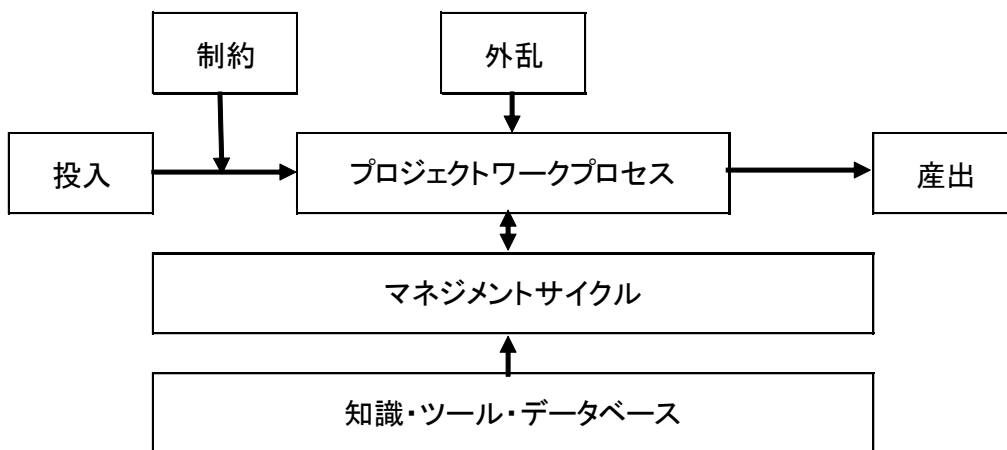 制約
外乱
投入
プロジェクトワークプロセス
産出
マネジメントサイクル
知識・ツール・データベース